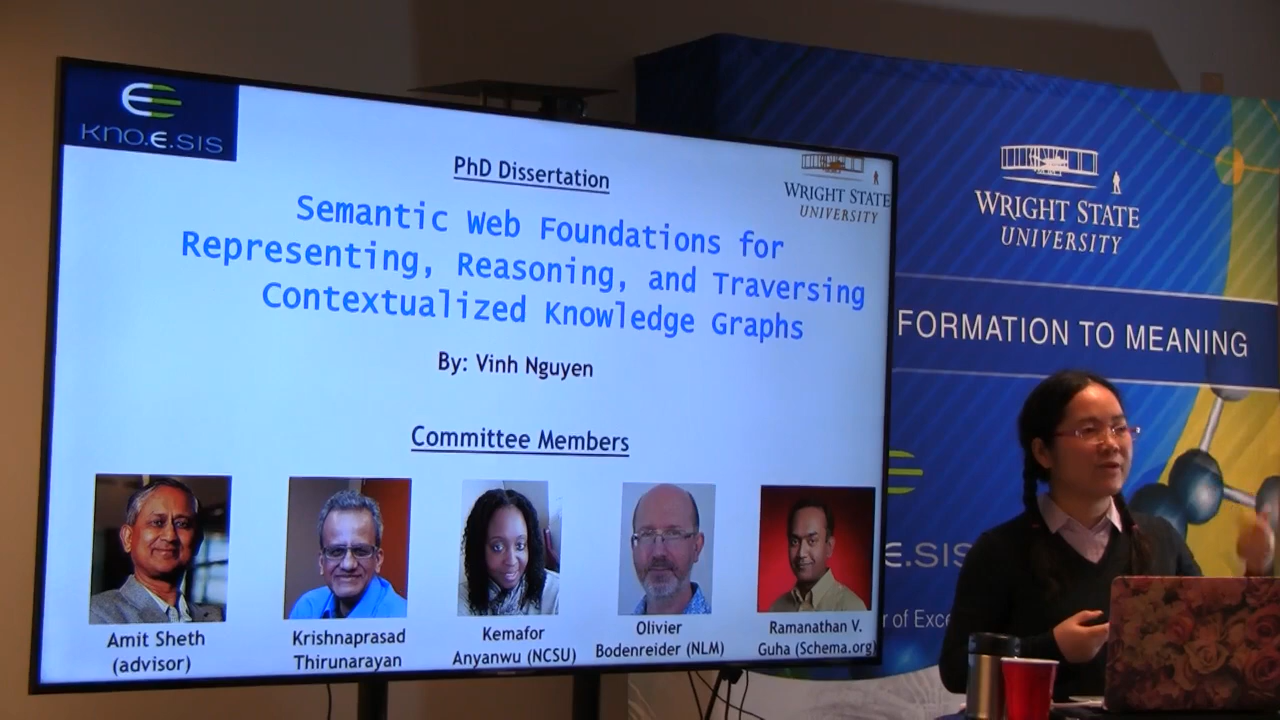 KNO.E.SIS
PhD Dissertation
WRIGHT STATE
UNIVERSITY
Semantic Web Foundations for
Representing, Reasoning, and Traversing
Contextualized Knowledge Graphs
By: Vinh Nguyen
Committee Members
Amit Sheth
(advisor)
Krishnaprasad
Thirunarayan
Kemafor
Anyanwu (NCSU)
Olivier
Bodenreider (NLM)
Ramanathan V.
Guha (Schema.org)
WRIGHT STATE
UNIVERSITY
FORMATION TO MEANING
E.SIS
r of Exce